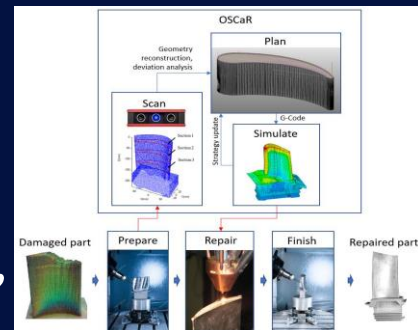 OSCaR
Plan
Geometry
reconstruction,
deviation analysis
Scan
Section 1
Section 2
Section 3
G-Code
Strategy update
Simulate
Damaged part
Prepare
Repair
Finish
Repaired part
,